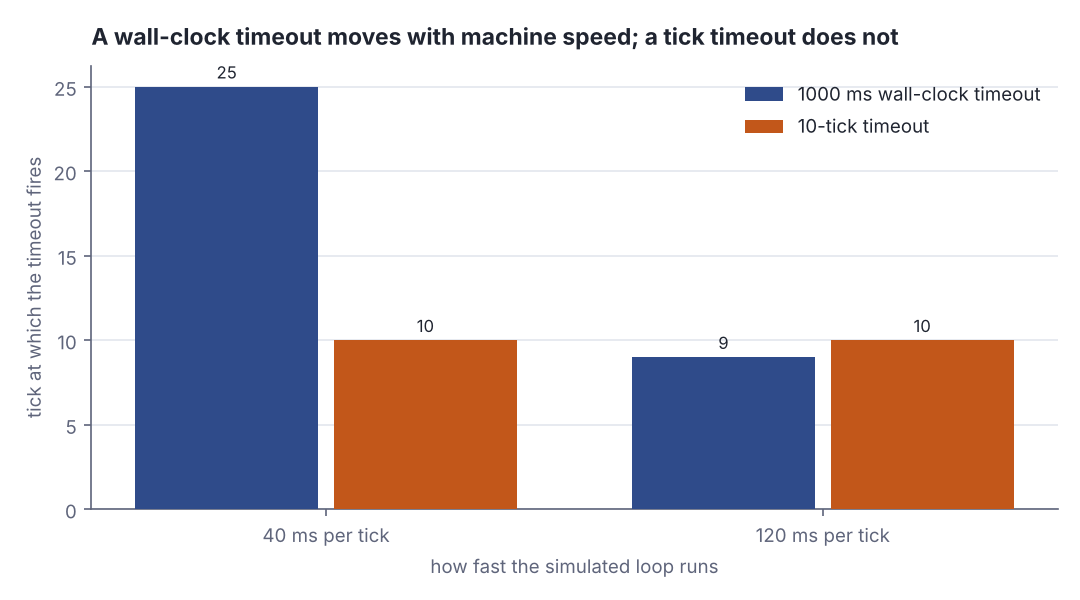 A wall-clock timeout moves with machine speed; a tick timeout does not
25
1000 ms wall-clock timeout
10-tick timeout
tick at which the timeout fires
25
20
15
10
5
0
10
9
10
40 ms per tick
120 ms per tick
how fast the simulated loop runs